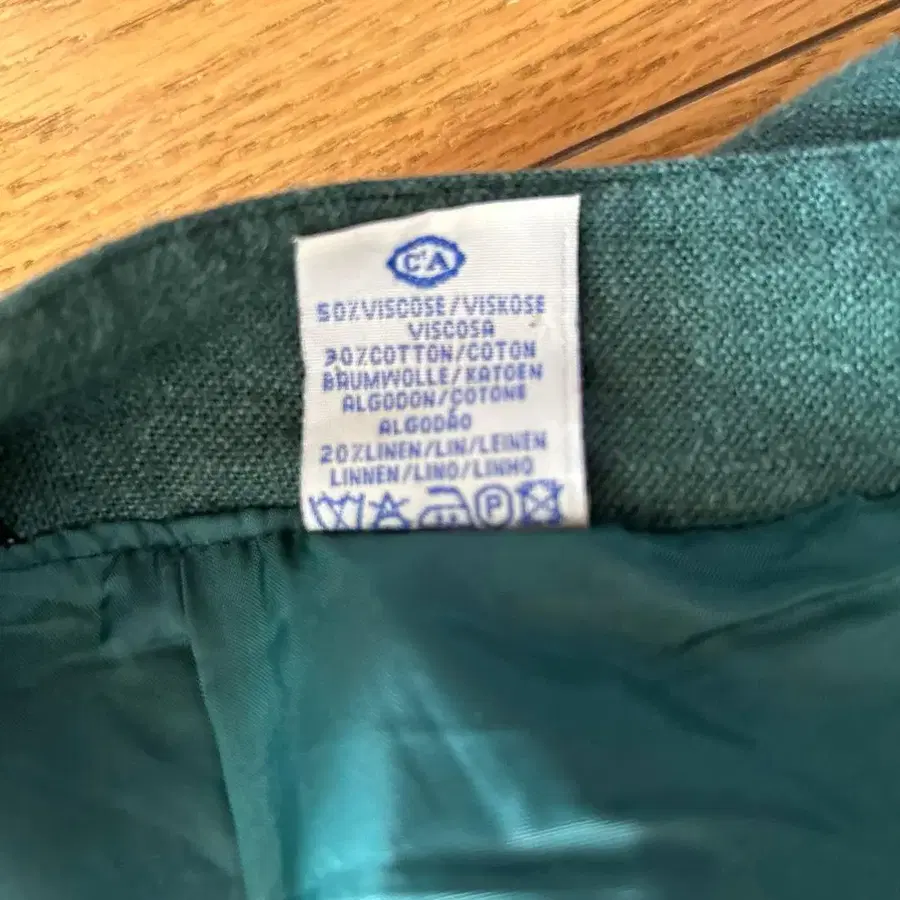 C&A
50%VISCOSE/VISKOSE
VISCOSA
30%COTTON/COTON
BAUMWOLLE/KATOEN
ALGODON/COTONE
ALGODÃO
20%LINEN/LIN/LEINEN
LINNEN/LINO/LINHO
P